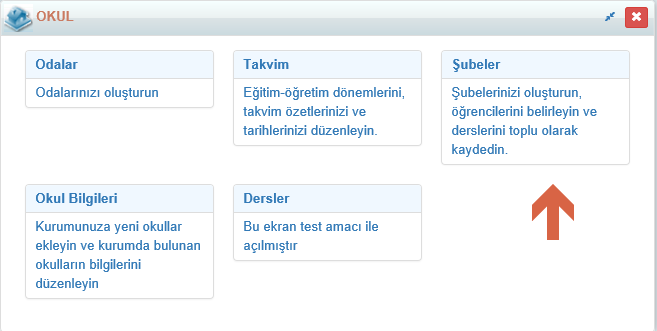 OKUL
Odalar
Odalarınızı oluşturun
Takvim
Eğitim-öğretim dönemlerini,
takvim özetlerinizi ve
tarihlerinizi düzenleyin.
Şubeler
Şubelerinizi oluşturun,
öğrencilerini belirleyin ve
derslerini toplu olarak
kaydedin.
Okul Bilgileri
Kurumunuza yeni okullar
ekleyin ve kurumda bulunan
okulların bilgilerini
düzenleyin
Dersler
Bu ekran test amacı ile
açılmıştır